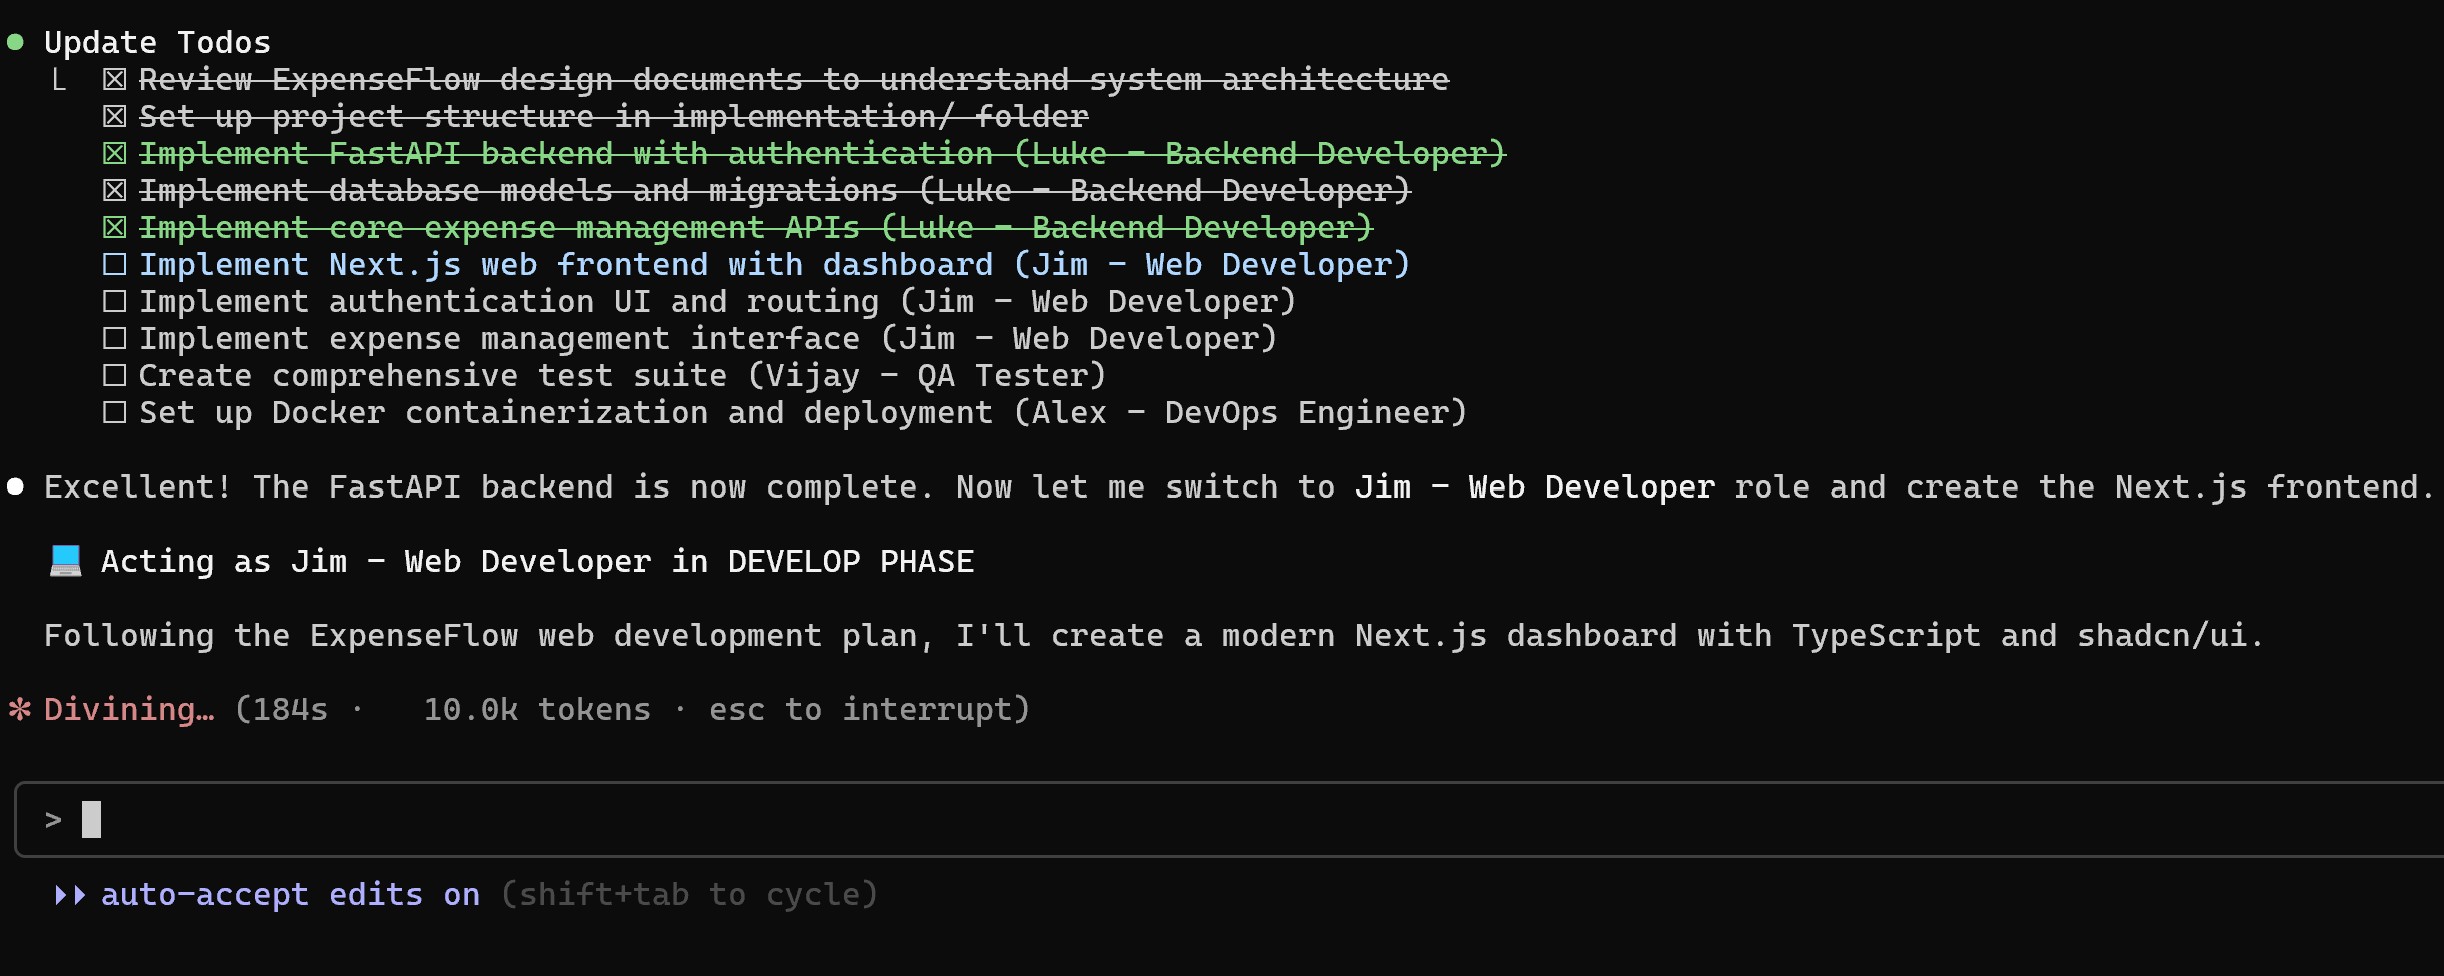 ● Update Todos
└ ☒ Review ExpenseFlow design documents to understand system architecture
☒ Set up project structure in implementation/ folder
☒ Implement FastAPI backend with authentication (Luke - Backend Developer)
☒ Implement database models and migrations (Luke - Backend Developer)
☒ Implement core expense management APIs (Luke - Backend Developer)
☐ Implement Next.js web frontend with dashboard (Jim - Web Developer)
☐ Implement authentication UI and routing (Jim - Web Developer)
☐ Implement expense management interface (Jim - Web Developer)
☐ Create comprehensive test suite (Vijay - QA Tester)
☐ Set up Docker containerization and deployment (Alex - DevOps Engineer)
● Excellent! The FastAPI backend is now complete. Now let me switch to Jim - Web Developer role and create the Next.js frontend.
💻 Acting as Jim - Web Developer in DEVELOP PHASE
Following the ExpenseFlow web development plan, I'll create a modern Next.js dashboard with TypeScript and shadcn/ui.
✻ Divining… (184s · 10.0k tokens · esc to interrupt)
>
⏵⏵ auto-accept edits on (shift+tab to cycle)